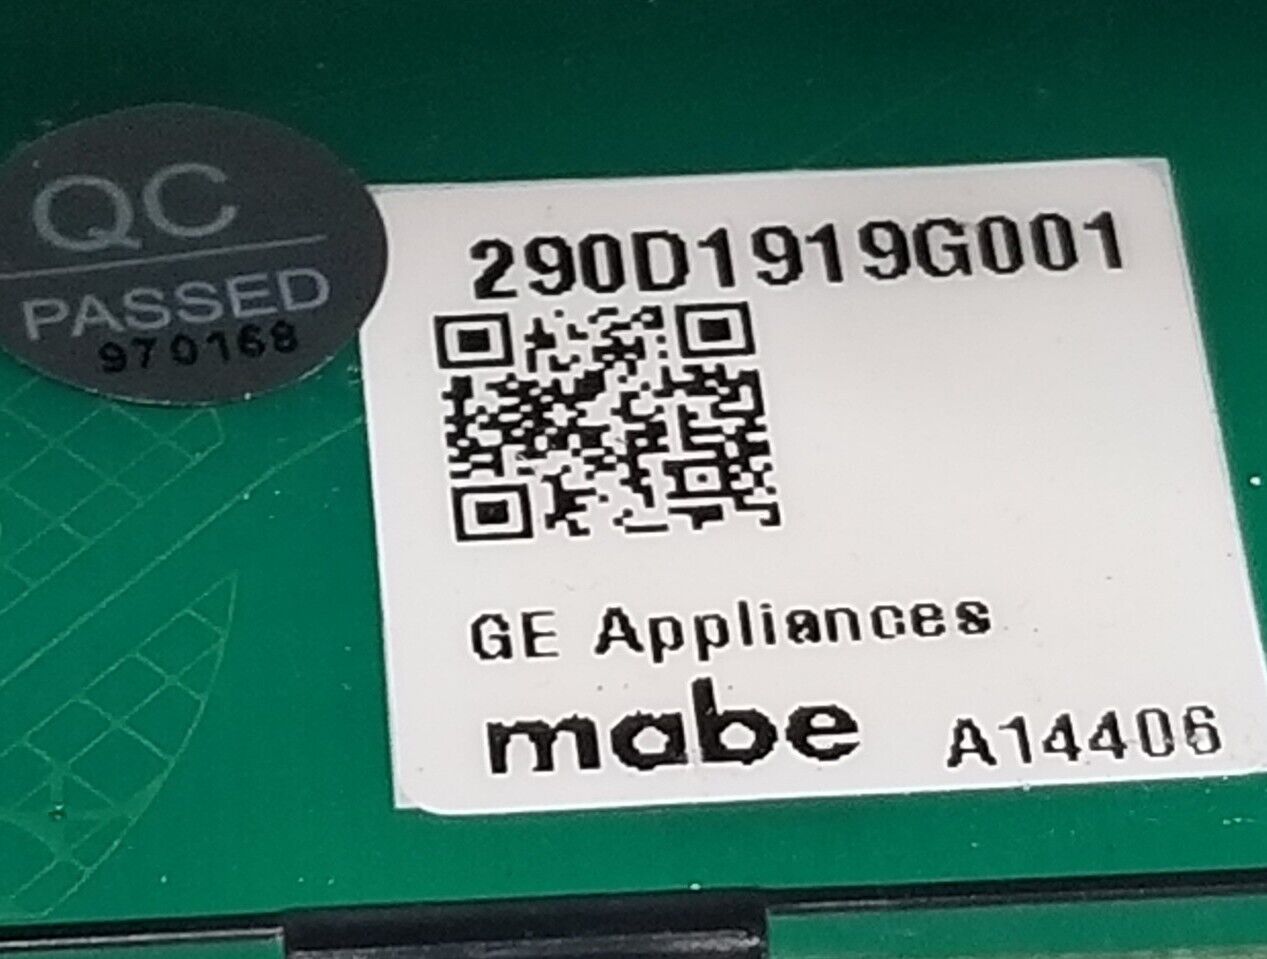 QC
PASSED
970168
290D1919G001
GE Appliances
mabe A14406